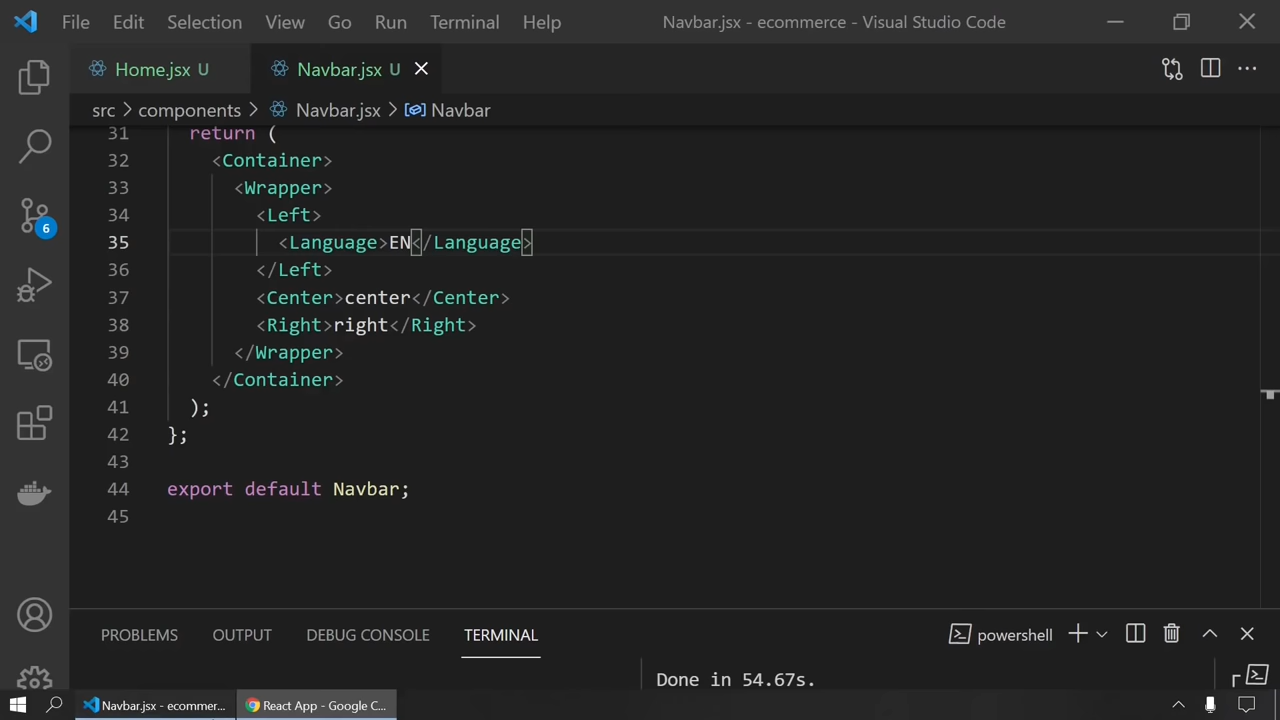 File Edit Selection View Go Run Terminal Help Navbar.jsx - ecommerce - Visual Studio Code
Home.jsx U Navbar.jsx U
src > components > Navbar.jsx > Navbar
31 return (
32 <Container>
33 <Wrapper>
34 <Left>
35 <Language>EN</Language>
36 </Left>
37 <Center>center</Center>
38 <Right>right</Right>
39 </Wrapper>
40 </Container>
41 );
42 };
43
44 export default Navbar;
45
6
PROBLEMS OUTPUT DEBUG CONSOLE TERMINAL powershell
Done in 54.67s.
Navbar.jsx - ecommer... React App - Google C...